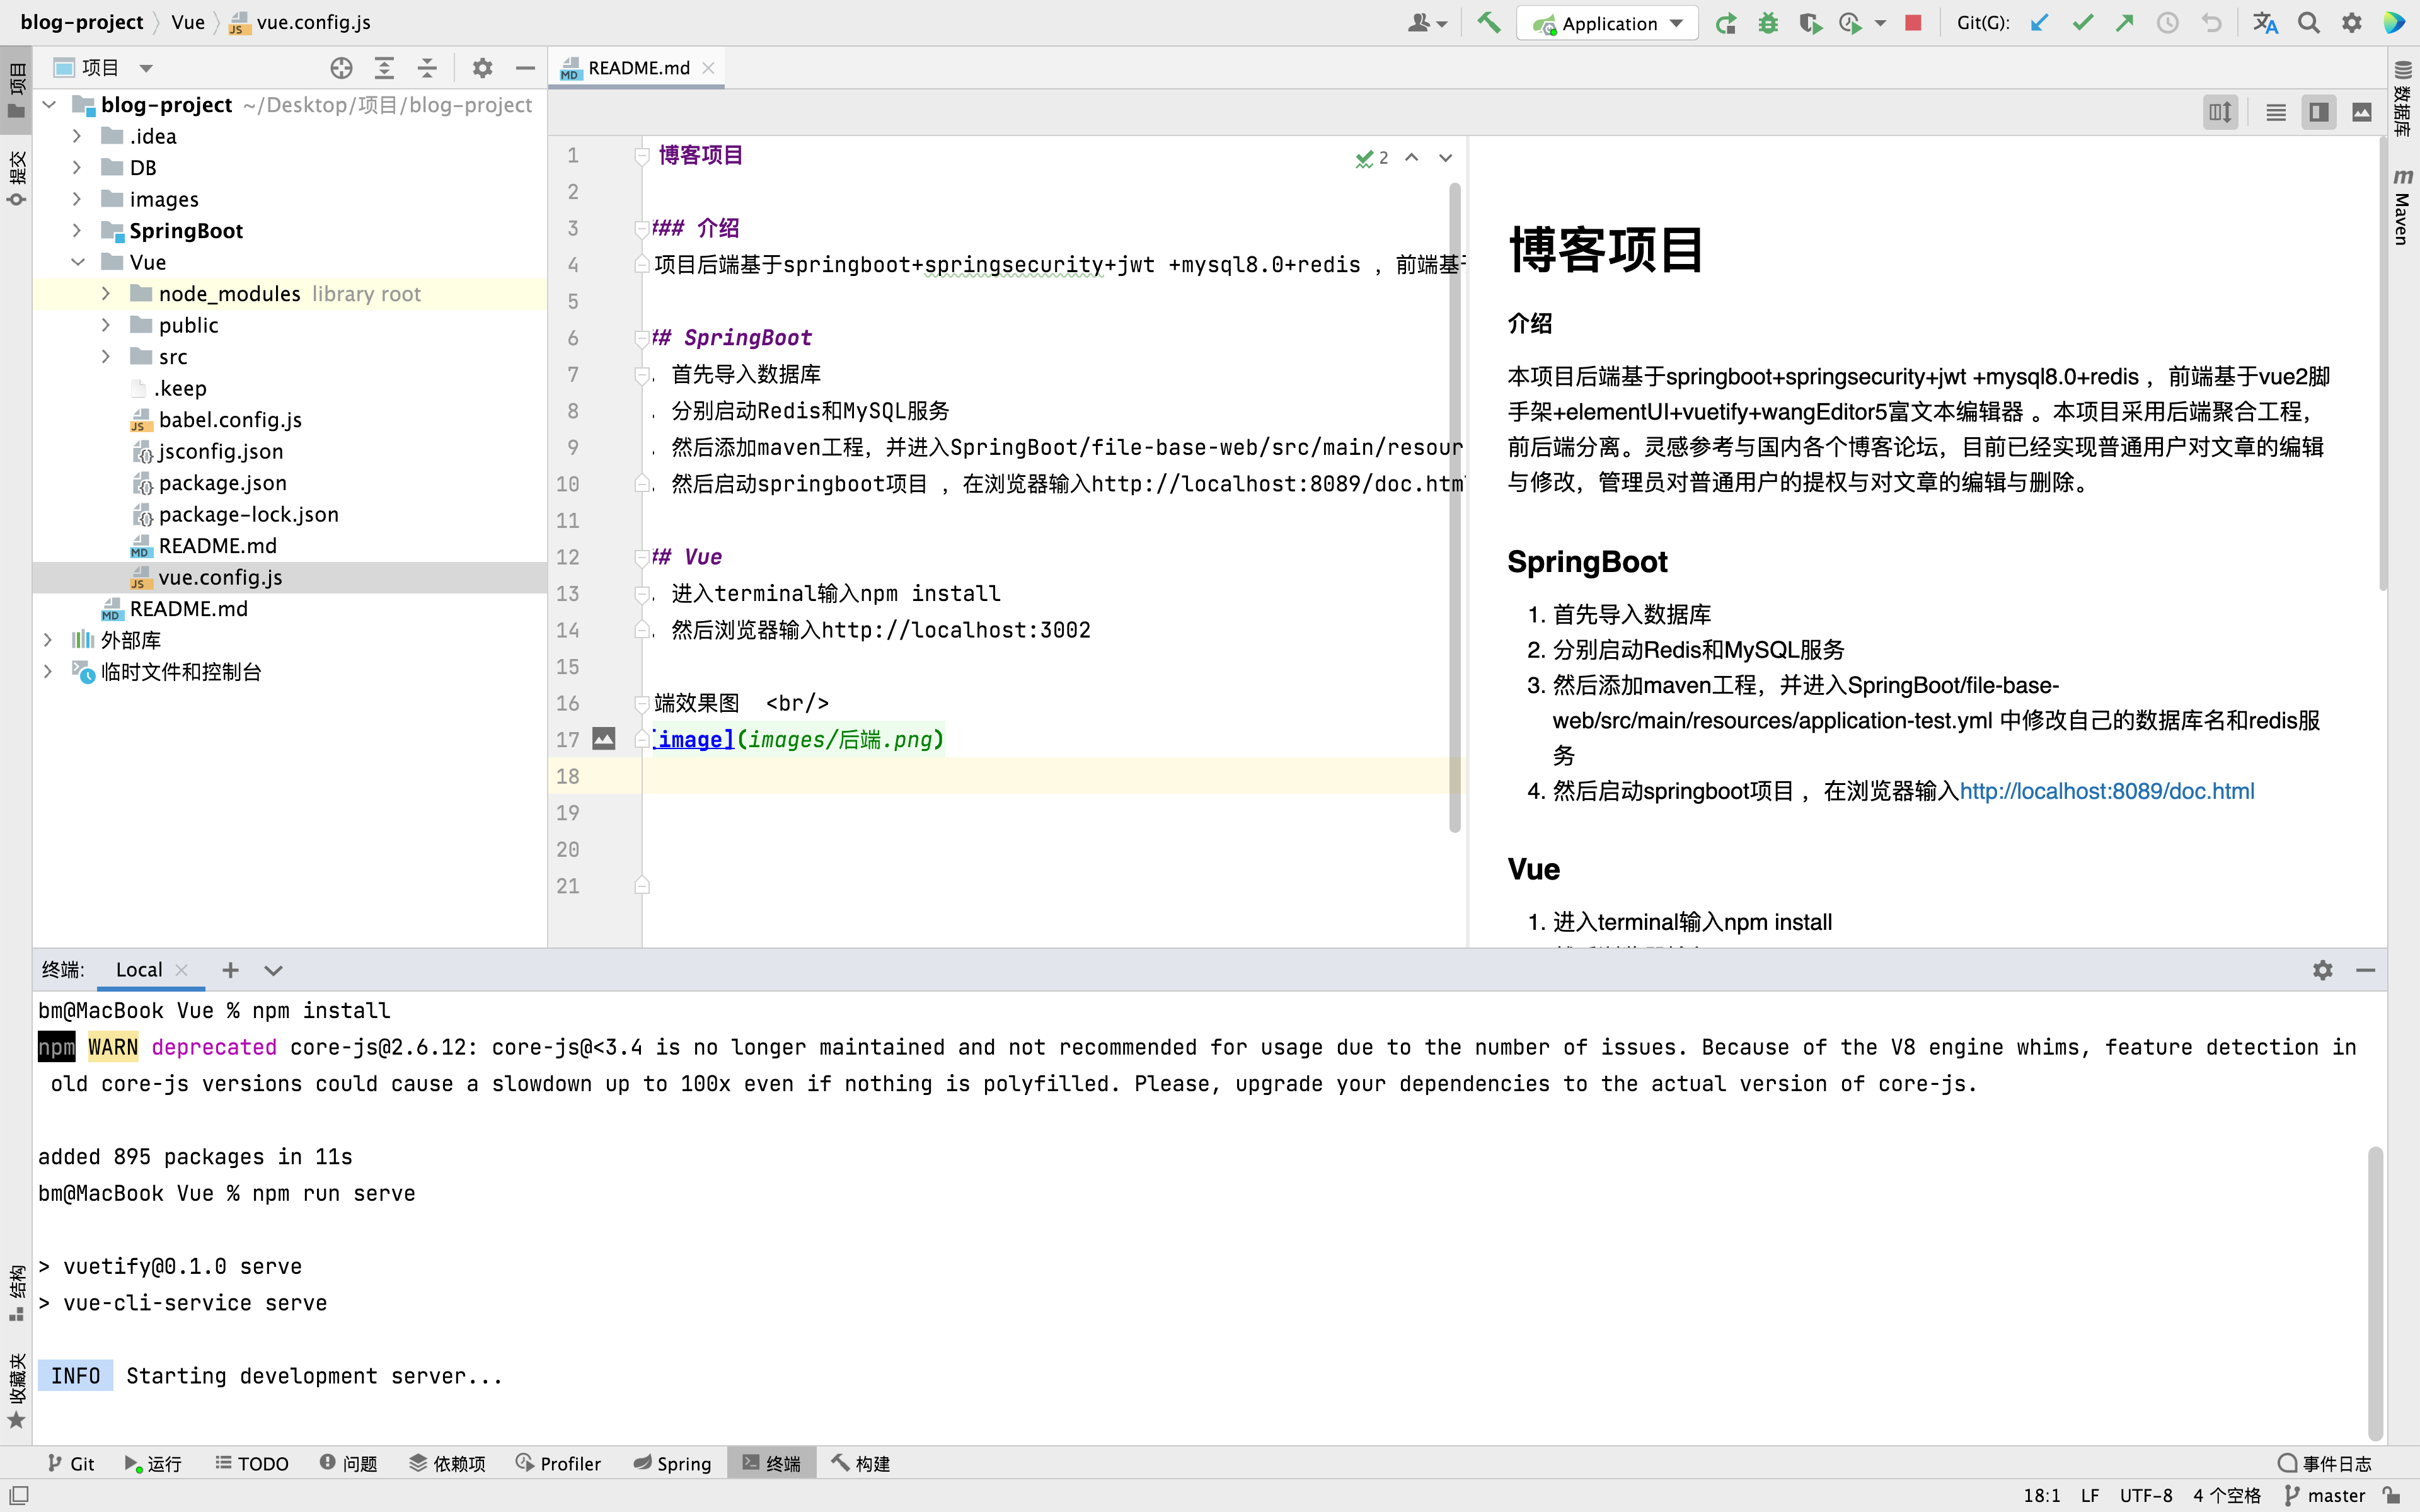 blog-project Vue vue.config.js
Application
Git(G):
项目
README.md
项目
提交
结构
收藏夹
数据库
Maven
blog-project ~/Desktop/项目/blog-project
.idea
DB
images
SpringBoot
Vue
node_modules library root
public
src
.keep
babel.config.js
jsconfig.json
package.json
package-lock.json
README.md
vue.config.js
README.md
外部库
临时文件和控制台
1 博客项目
2
3 ### 介绍
4 项目后端基于springboot+springsecurity+jwt +mysql8.0+redis ，前端基于
5
6 ## SpringBoot
7 . 首先导入数据库
8 . 分别启动Redis和MySQL服务
9 . 然后添加maven工程，并进入SpringBoot/file-base-web/src/main/resour
10 . 然后启动springboot项目 ，在浏览器输入http://localhost:8089/doc.html
11
12 ## Vue
13 . 进入terminal输入npm install
14 . 然后浏览器输入http://localhost:3002
15
16 端效果图 <br/>
17 [image](images/后端.png)
18
19
20
21
2
博客项目
介绍
本项目后端基于springboot+springsecurity+jwt +mysql8.0+redis ，前端基于vue2脚
手架+elementUI+vuetify+wangEditor5富文本编辑器 。本项目采用后端聚合工程，
前后端分离。灵感参考与国内各个博客论坛，目前已经实现普通用户对文章的编辑
与修改，管理员对普通用户的提权与对文章的编辑与删除。
SpringBoot
1. 首先导入数据库
2. 分别启动Redis和MySQL服务
3. 然后添加maven工程，并进入SpringBoot/file-base-
web/src/main/resources/application-test.yml 中修改自己的数据库名和redis服
务
4. 然后启动springboot项目 ，在浏览器输入http://localhost:8089/doc.html
Vue
1. 进入terminal输入npm install
终端: Local
bm@MacBook Vue % npm install
npm WARN deprecated core-js@2.6.12: core-js@<3.4 is no longer maintained and not recommended for usage due to the number of issues. Because of the V8 engine whims, feature detection in
old core-js versions could cause a slowdown up to 100x even if nothing is polyfilled. Please, upgrade your dependencies to the actual version of core-js.
added 895 packages in 11s
bm@MacBook Vue % npm run serve
> vuetify@0.1.0 serve
> vue-cli-service serve
INFO Starting development server...
Git 运行 TODO 问题 依赖项 Profiler Spring 终端 构建 事件日志
18:1 LF UTF-8 4 个空格 master